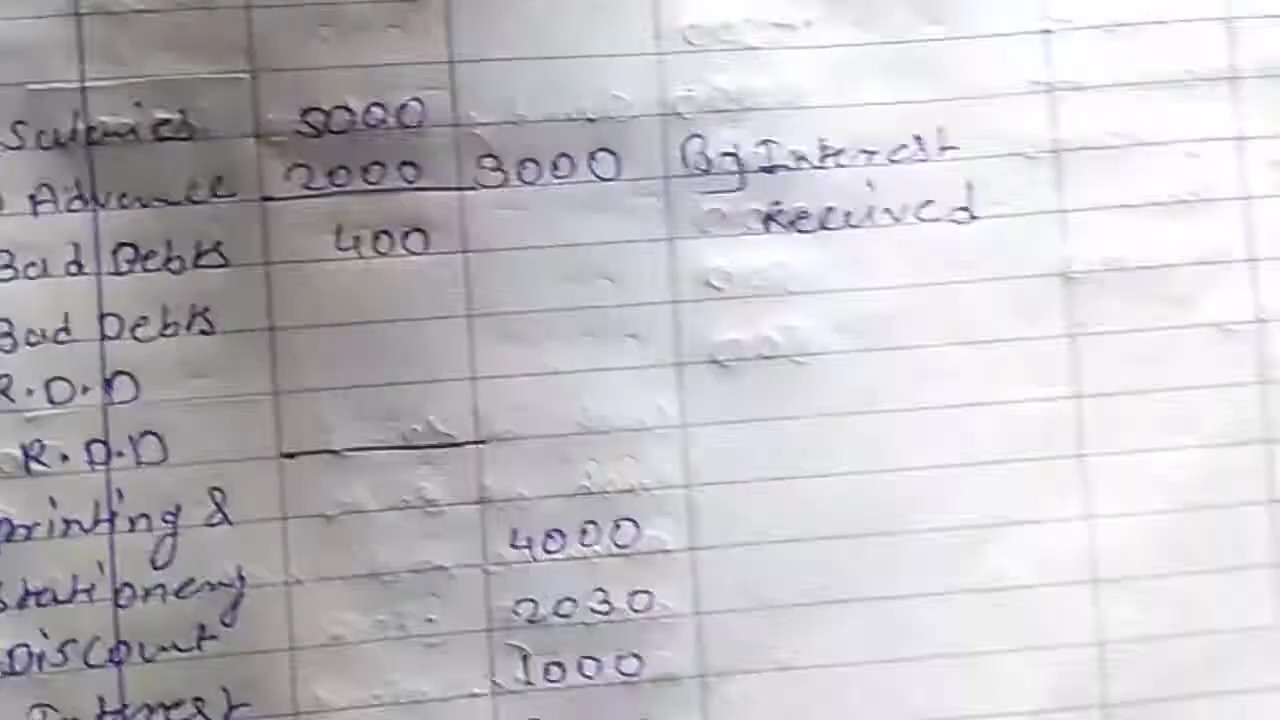 Salaries 5000
Advance 2000 3000 By Interest
Received
Bad Debts 400
Bad Debts
R.D.D
R.D.D
Printing &
Stationery 4000
Discount 2030
Interest 1000